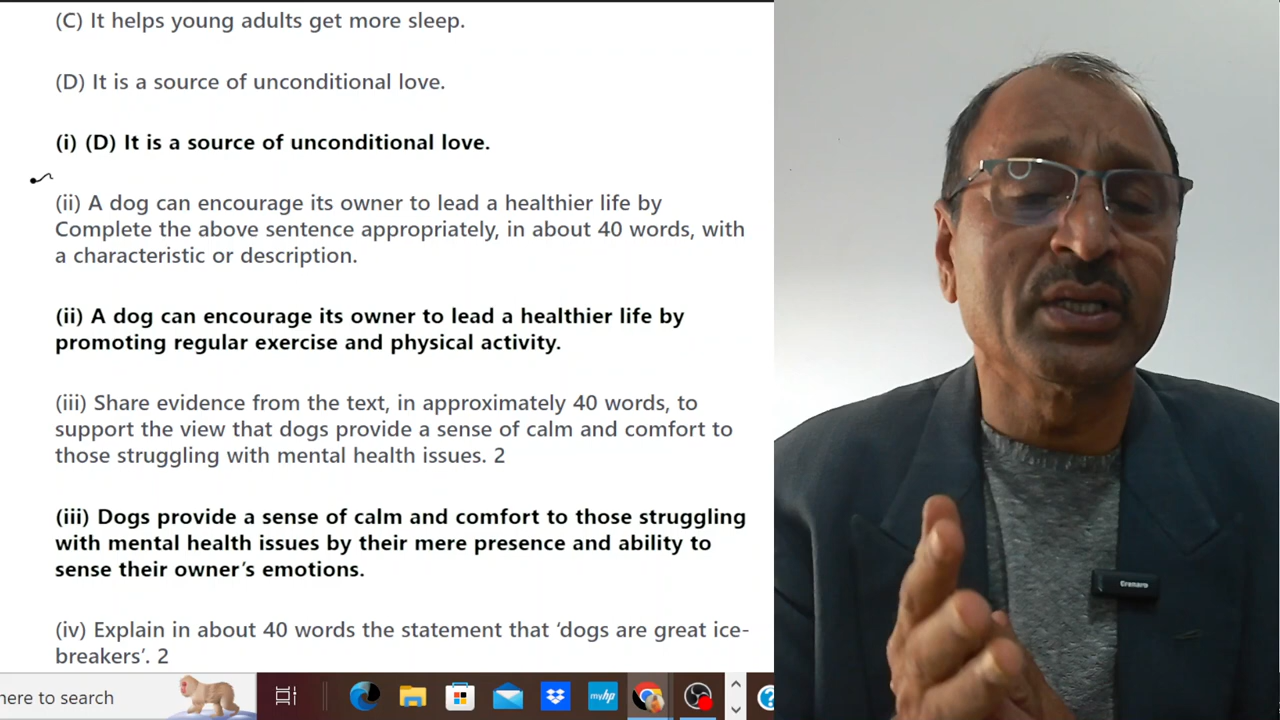 (C) It helps young adults get more sleep.
(D) It is a source of unconditional love.
(i) (D) It is a source of unconditional love.
(ii) A dog can encourage its owner to lead a healthier life by
Complete the above sentence appropriately, in about 40 words, with
a characteristic or description.
(ii) A dog can encourage its owner to lead a healthier life by
promoting regular exercise and physical activity.
(iii) Share evidence from the text, in approximately 40 words, to
support the view that dogs provide a sense of calm and comfort to
those struggling with mental health issues. 2
(iii) Dogs provide a sense of calm and comfort to those struggling
with mental health issues by their mere presence and ability to
sense their owner's emotions.
(iv) Explain in about 40 words the statement that ‘dogs are great ice-
breakers’. 2
here to search
myhp